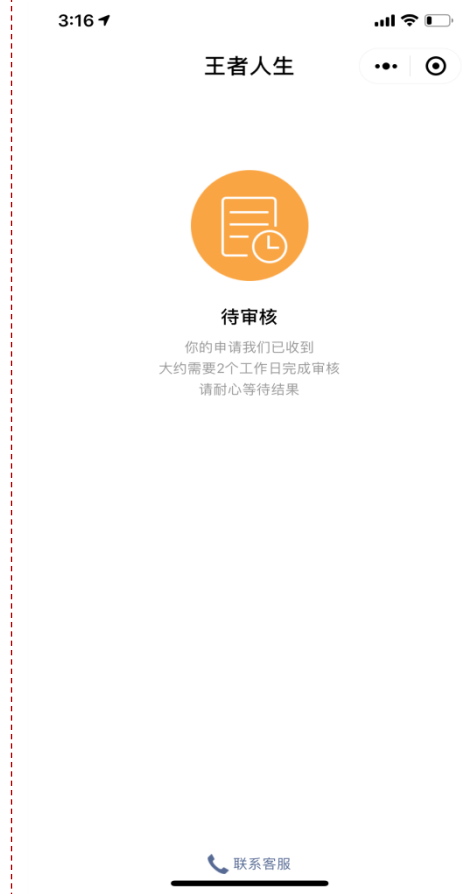 3:16
王者人生
待审核
你的申请我们已收到
大约需要2个工作日完成审核
请耐心等待结果
联系客服